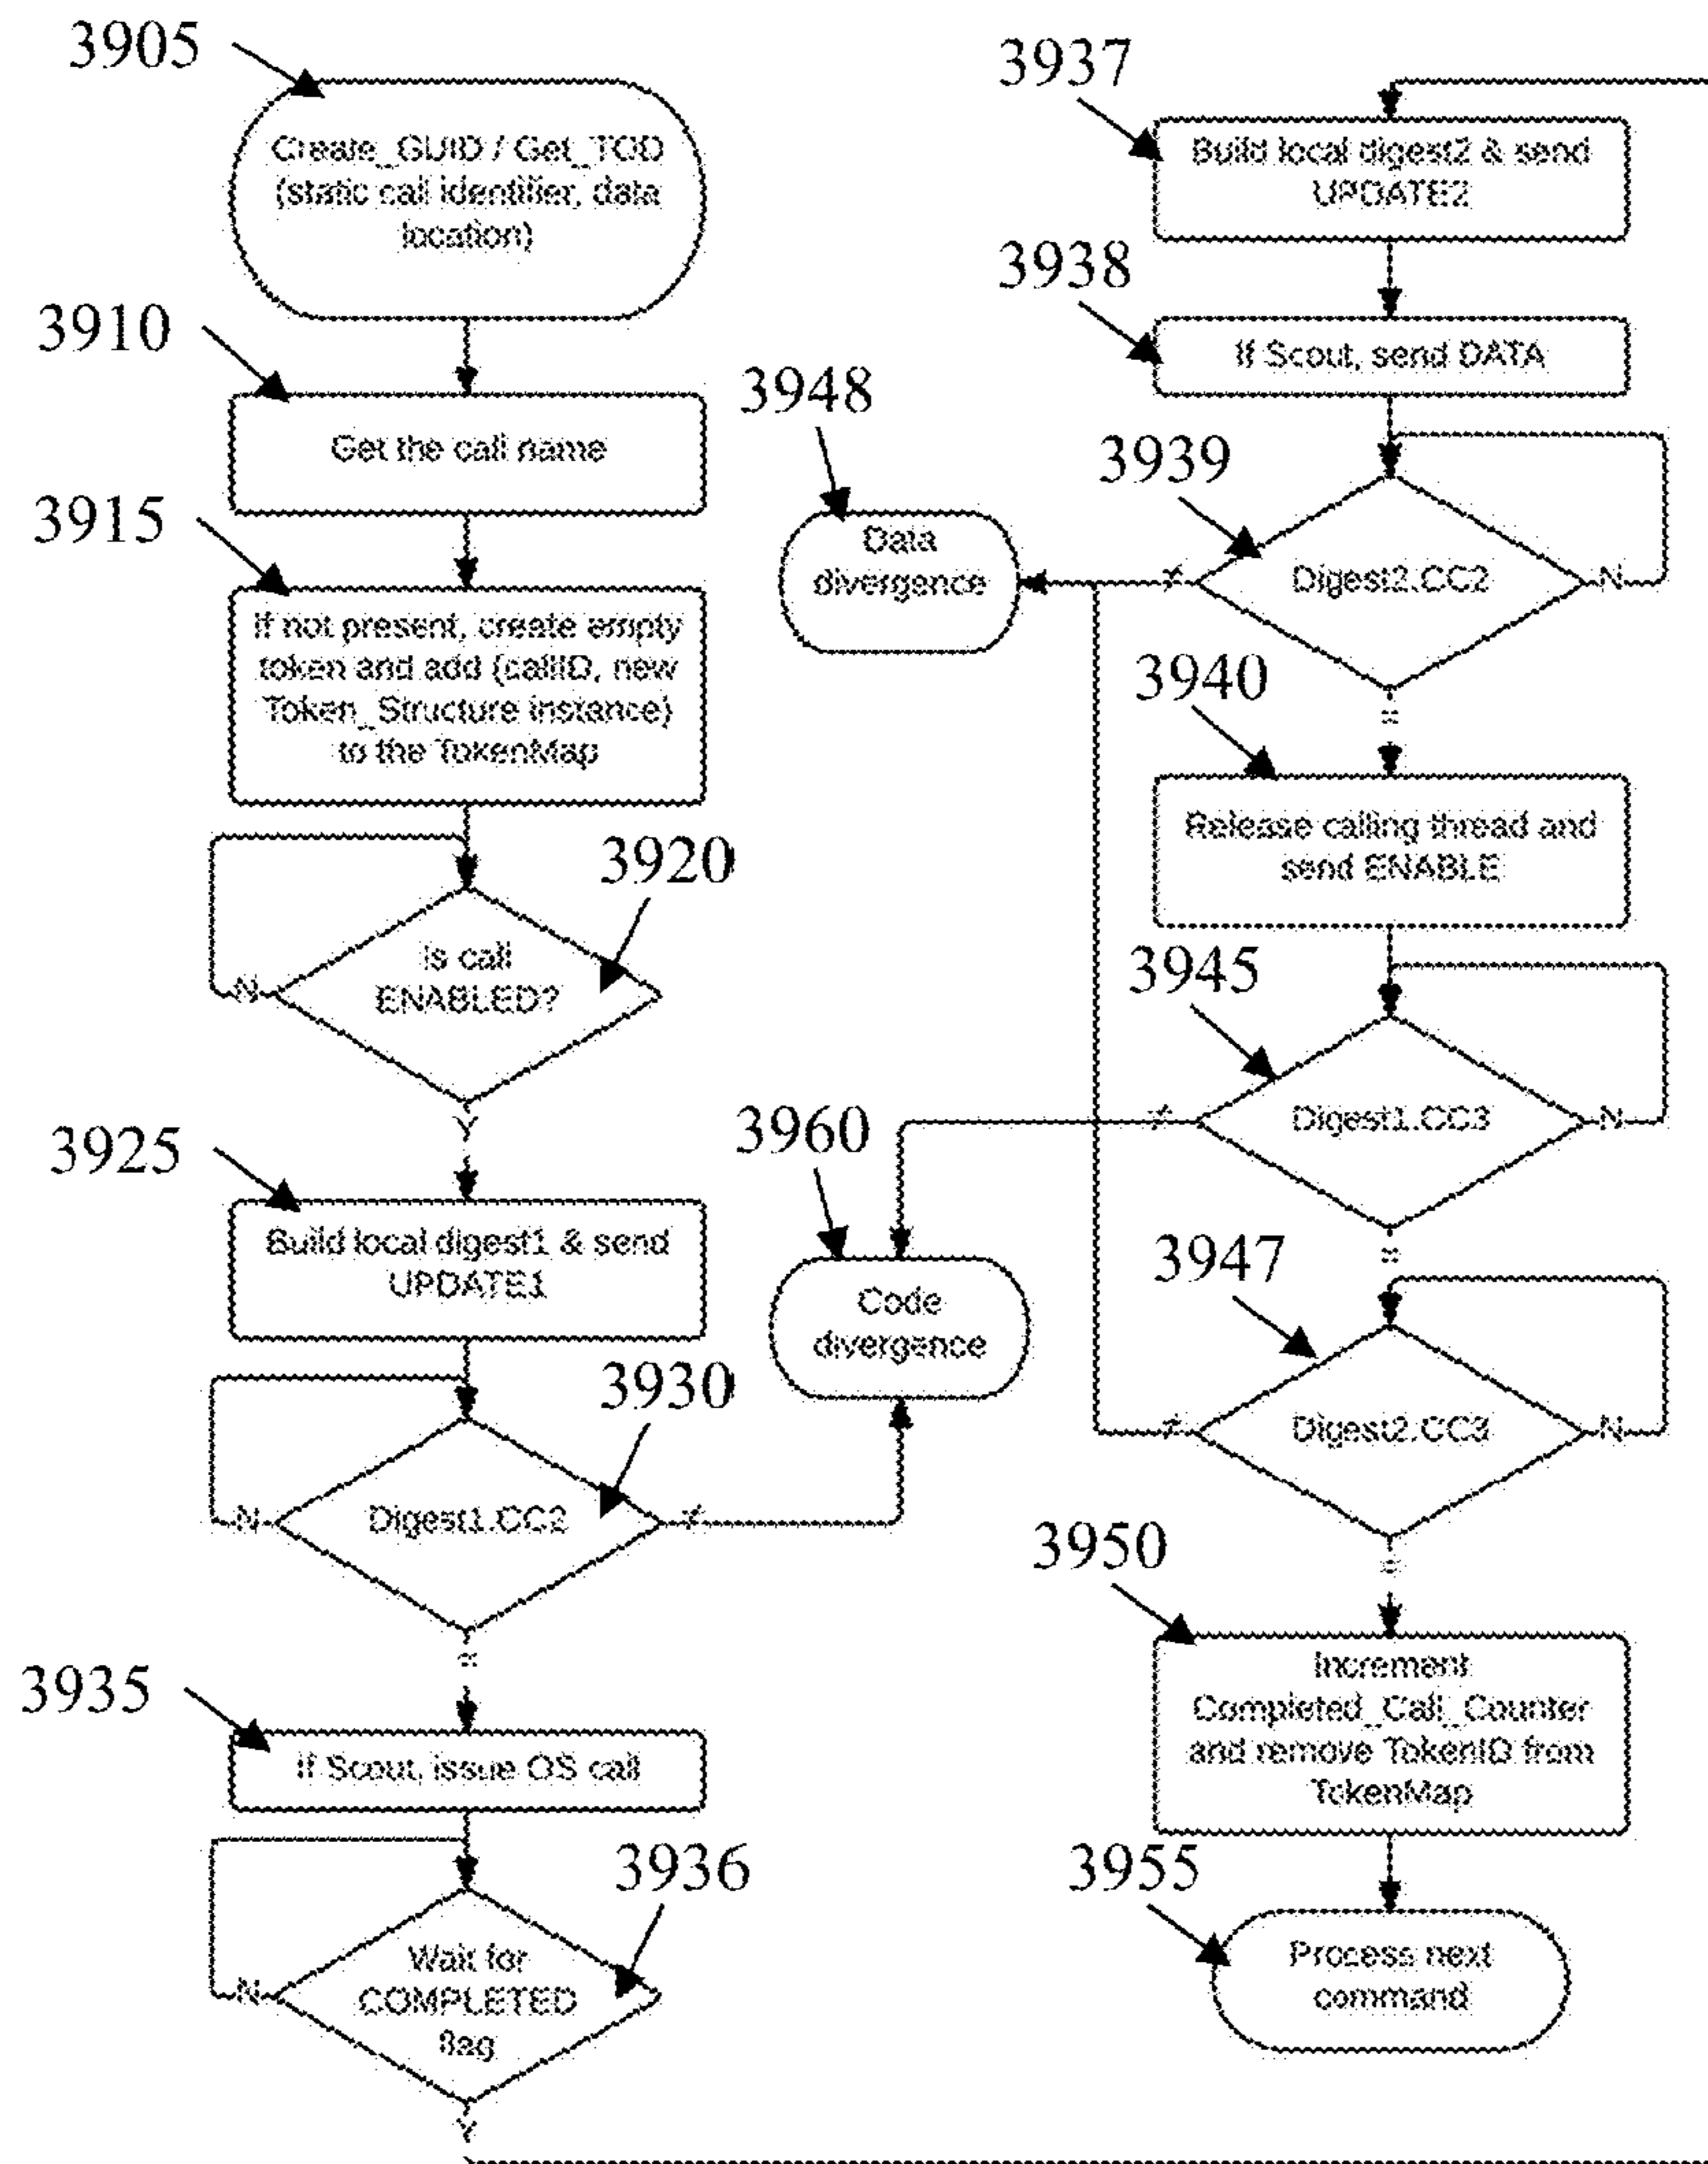 3905
Create_GUID / Get_TOD
(static call identifier, data
location)
3910
Get the call name
3915
If not present, create empty
token and add (callID, new
Token_Structure instance)
to the TokenMap
3920
Is call
ENABLED?
N
Y
3925
Build local digest1 & send
UPDATE1
3930
Digest1.CC2
N
≠
=
3935
If Scout, issue OS call
3936
Wait for
COMPLETED
flag
N
Y
3937
Build local digest2 & send
UPDATE2
3938
If Scout, send DATA
3948
Data
divergence
3939
Digest2.CC2
≠
N
=
3940
Release calling thread and
send ENABLE
3945
Digest1.CC3
≠
N
=
3960
Code
divergence
3947
Digest2.CC3
≠
N
=
3950
Increment
Completed_Call_Counter
and remove TokenID from
TokenMap
3955
Process next
command